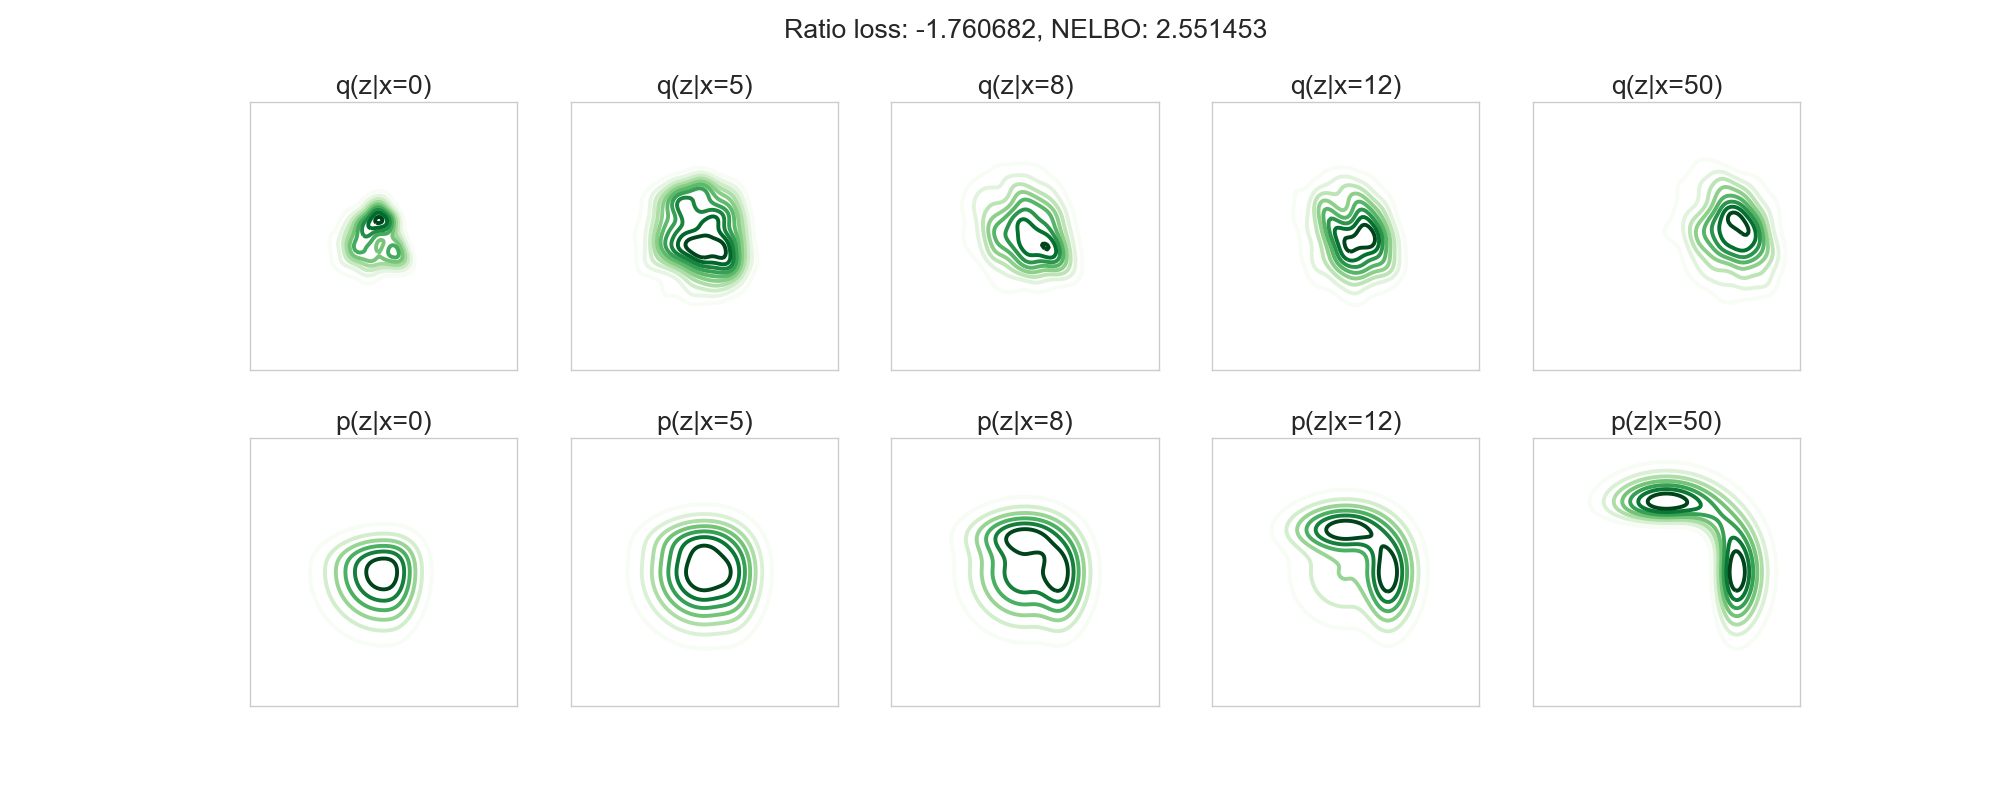 Ratio loss: -1.760682, NELBO: 2.551453
q(z|x=0) q(z|x=5) q(z|x=8) q(z|x=12) q(z|x=50)
p(z|x=0) p(z|x=5) p(z|x=8) p(z|x=12) p(z|x=50)